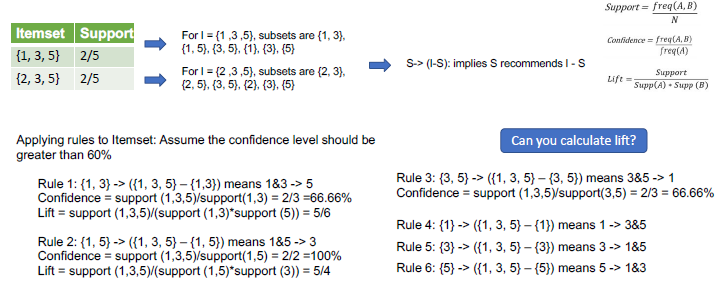 Itemset Support
{1, 3, 5} 2/5
{2, 3, 5} 2/5
For I = {1 ,3 ,5}, subsets are {1, 3},
{1, 5}, {3, 5}, {1}, {3}, {5}
For I = {2 ,3 ,5}, subsets are {2, 3},
{2, 5}, {3, 5}, {2}, {3}, {5}
S-> (I-S): implies S recommends I - S
Support = freq(A, B)
N
Confidence = freq(A, B)
freq(A)
Lift = Support
Supp(A) * Supp (B)
Applying rules to Itemset: Assume the confidence level should be
greater than 60%
Can you calculate lift?
Rule 1: {1, 3} -> ({1, 3, 5} – {1,3}) means 1&3 -> 5
Confidence = support (1,3,5)/support(1,3) = 2/3 =66.66%
Lift = support (1,3,5)/(support (1,3)*support (5)) = 5/6
Rule 2: {1, 5} -> ({1, 3, 5} – {1, 5}) means 1&5 -> 3
Confidence = support (1,3,5)/support(1,5) = 2/2 =100%
Lift = support (1,3,5)/(support (1,5)*support (3)) = 5/4
Rule 3: {3, 5} -> ({1, 3, 5} – {3, 5}) means 3&5 -> 1
Confidence = support (1,3,5)/support(3,5) = 2/3 = 66.66%
Rule 4: {1} -> ({1, 3, 5} – {1}) means 1 -> 3&5
Rule 5: {3} -> ({1, 3, 5} – {3}) means 3 -> 1&5
Rule 6: {5} -> ({1, 3, 5} – {5}) means 5 -> 1&3